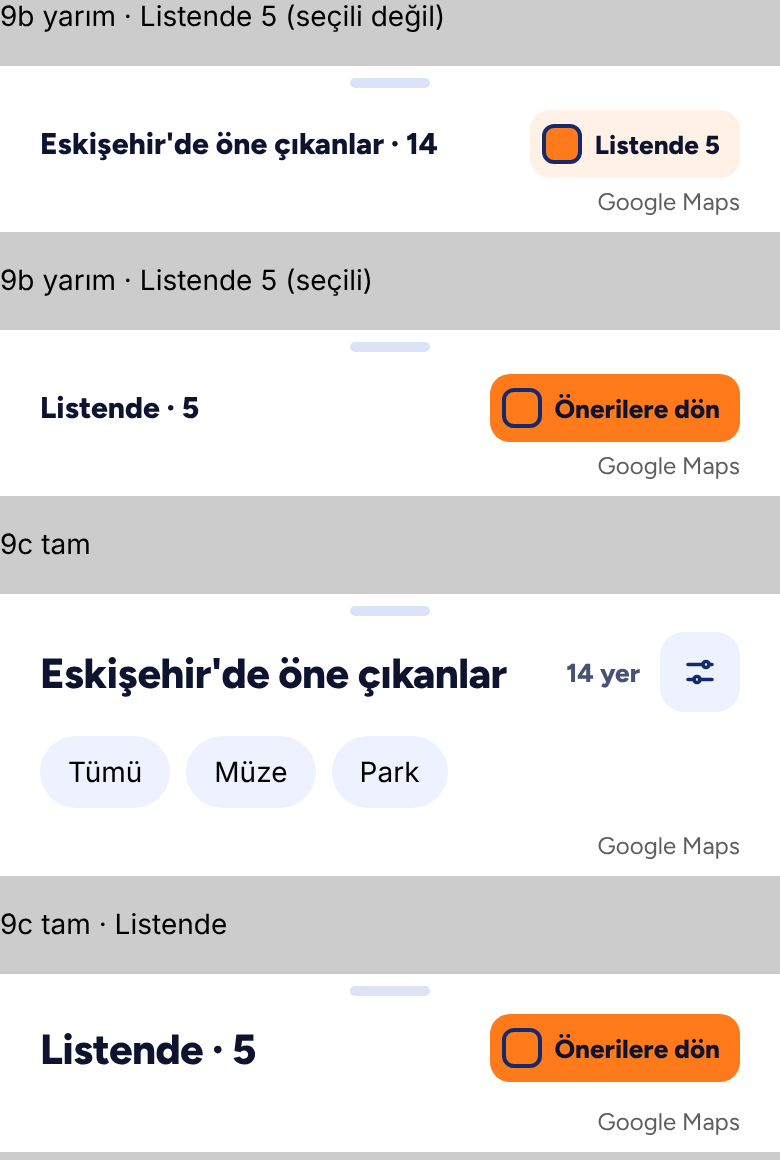 9b yarım · Listende 5 (seçili değil)
Eskişehir'de öne çıkanlar · 14
Listende 5
Google Maps
9b yarım · Listende 5 (seçili)
Listende · 5
Önerilere dön
Google Maps
9c tam
Eskişehir'de öne çıkanlar
14 yer
Tümü
Müze
Park
Google Maps
9c tam · Listende
Listende · 5
Önerilere dön
Google Maps